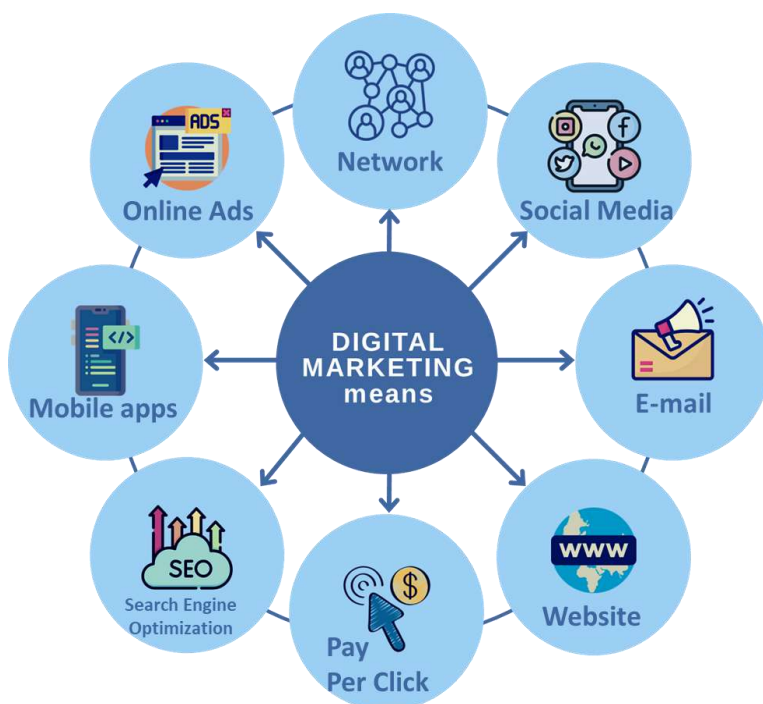 Network
ADS
Online Ads
Social Media
DIGITAL
MARKETING
means
</>
Mobile apps
E-mail
SEO
Search Engine
Optimization
WWW
Website
$
Pay
Per Click